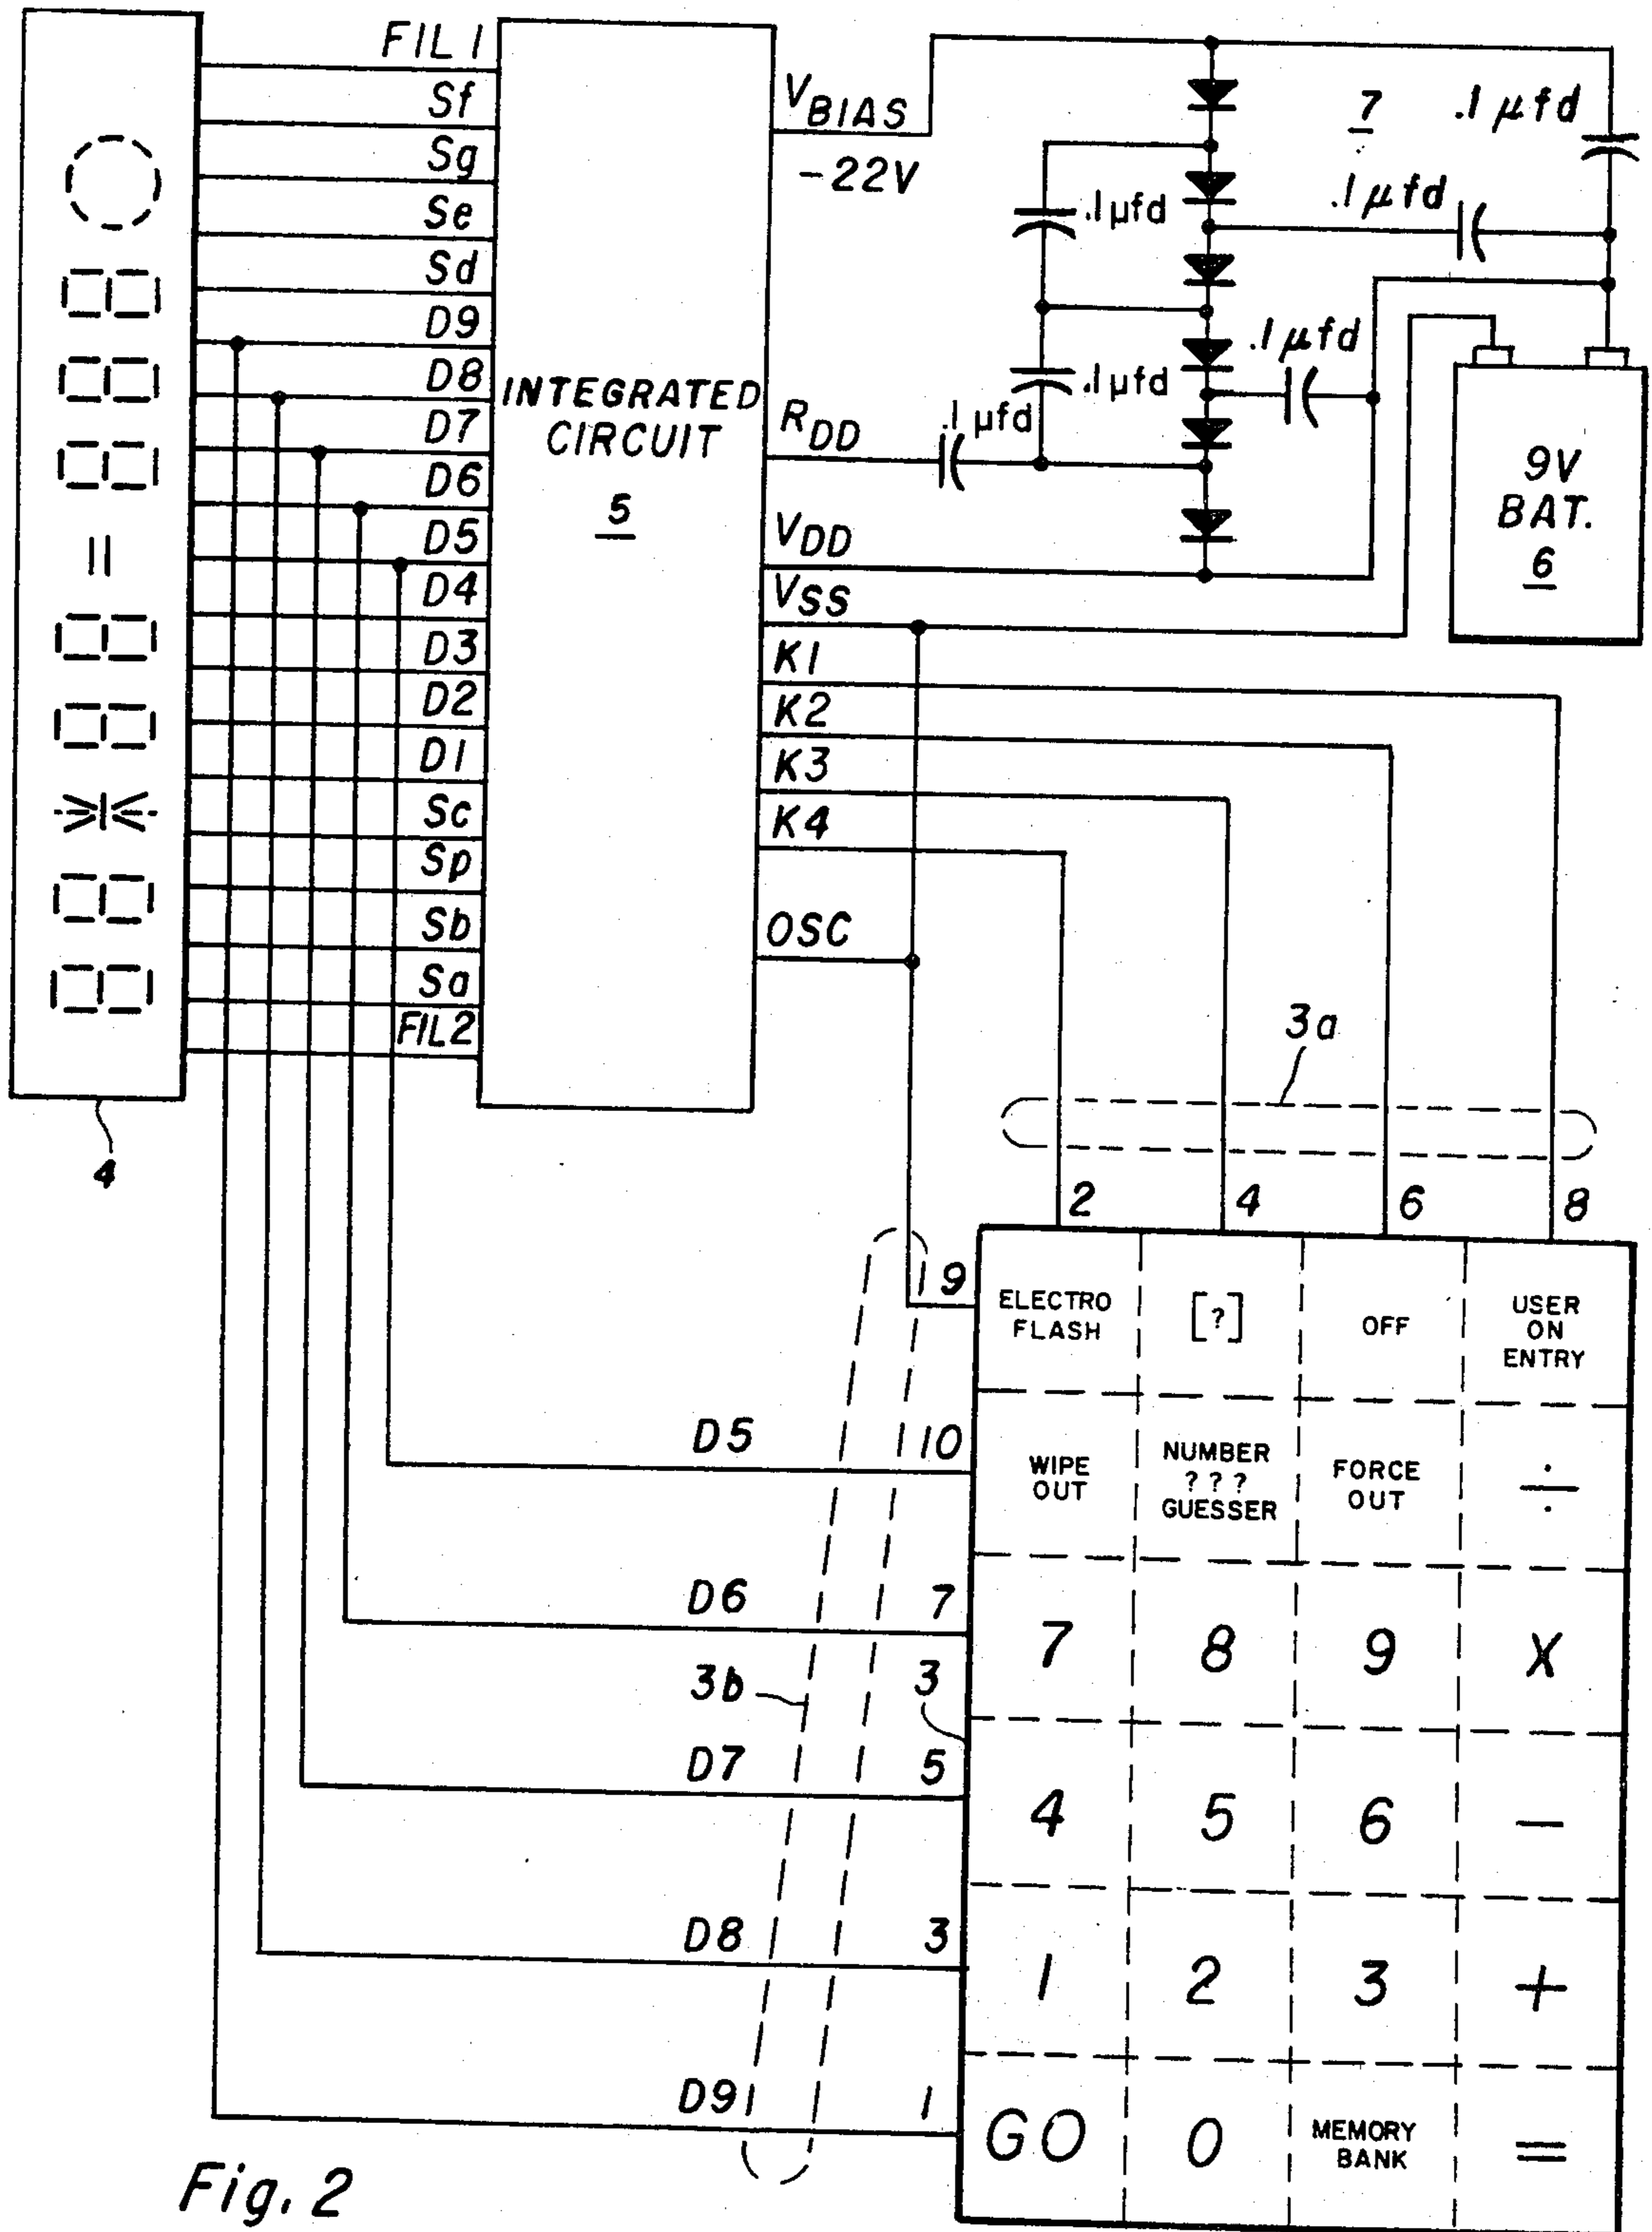 FIL 1
Sf
Sg
Se
Sd
D9
D8
D7
D6
D5
D4
D3
D2
D1
Sc
Sp
Sb
Sa
FIL2
4
INTEGRATED
CIRCUIT
5
VBIAS
-22V
RDD
VDD
VSS
K1
K2
K3
K4
OSC
7
.1 μfd
.1 μfd
.1 μfd
.1 μfd
.1 μfd
.1 μfd
9V
BAT.
6
3a
2 4 6 8
9
D5 10
D6 7
3b 3
D7 5
D8 3
D9 1
ELECTRO
FLASH
[?]
OFF
USER
ON
ENTRY
WIPE
OUT
NUMBER
? ? ?
GUESSER
FORCE
OUT
÷
7 8 9 X
4 5 6 −
1 2 3 +
GO 0
MEMORY
BANK
=
Fig. 2